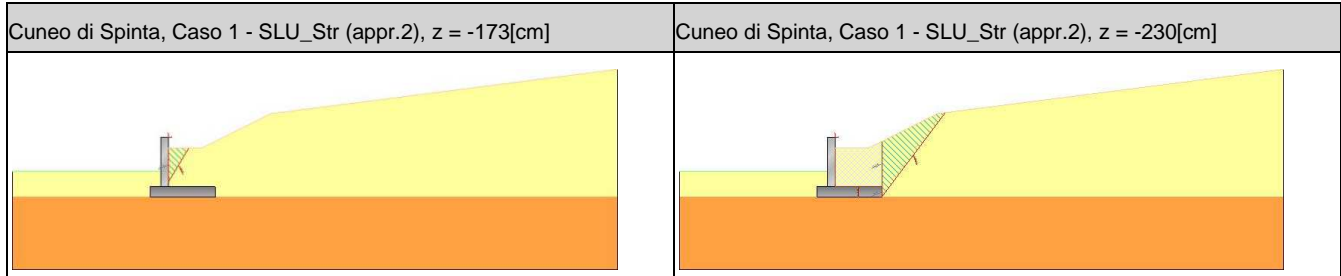 Cuneo di Spinta, Caso 1 - SLU_Str (appr.2), z = -173[cm]
Cuneo di Spinta, Caso 1 - SLU_Str (appr.2), z = -230[cm]